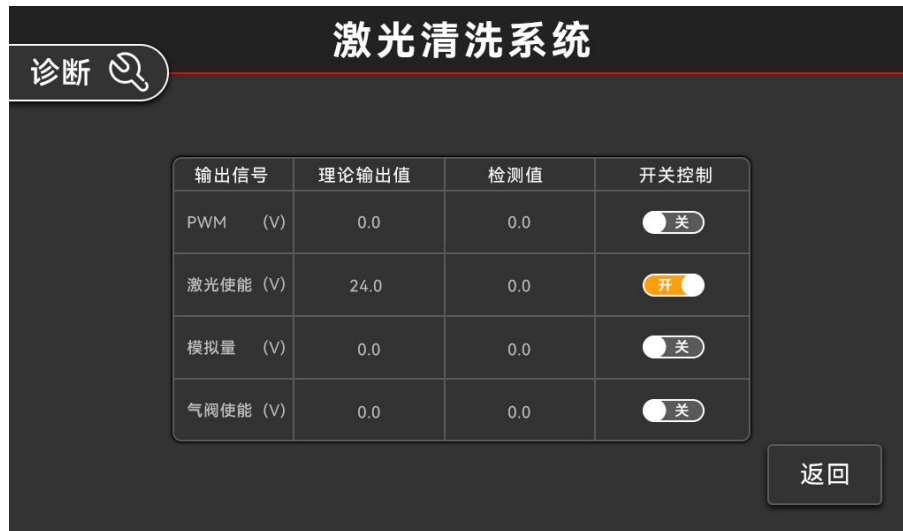 激光清洗系统
诊断
输出信号 理论输出值 检测值 开关控制
PWM (V) 0.0 0.0 关
激光使能 (V) 24.0 0.0 开
模拟量 (V) 0.0 0.0 关
气阀使能 (V) 0.0 0.0 关
返回